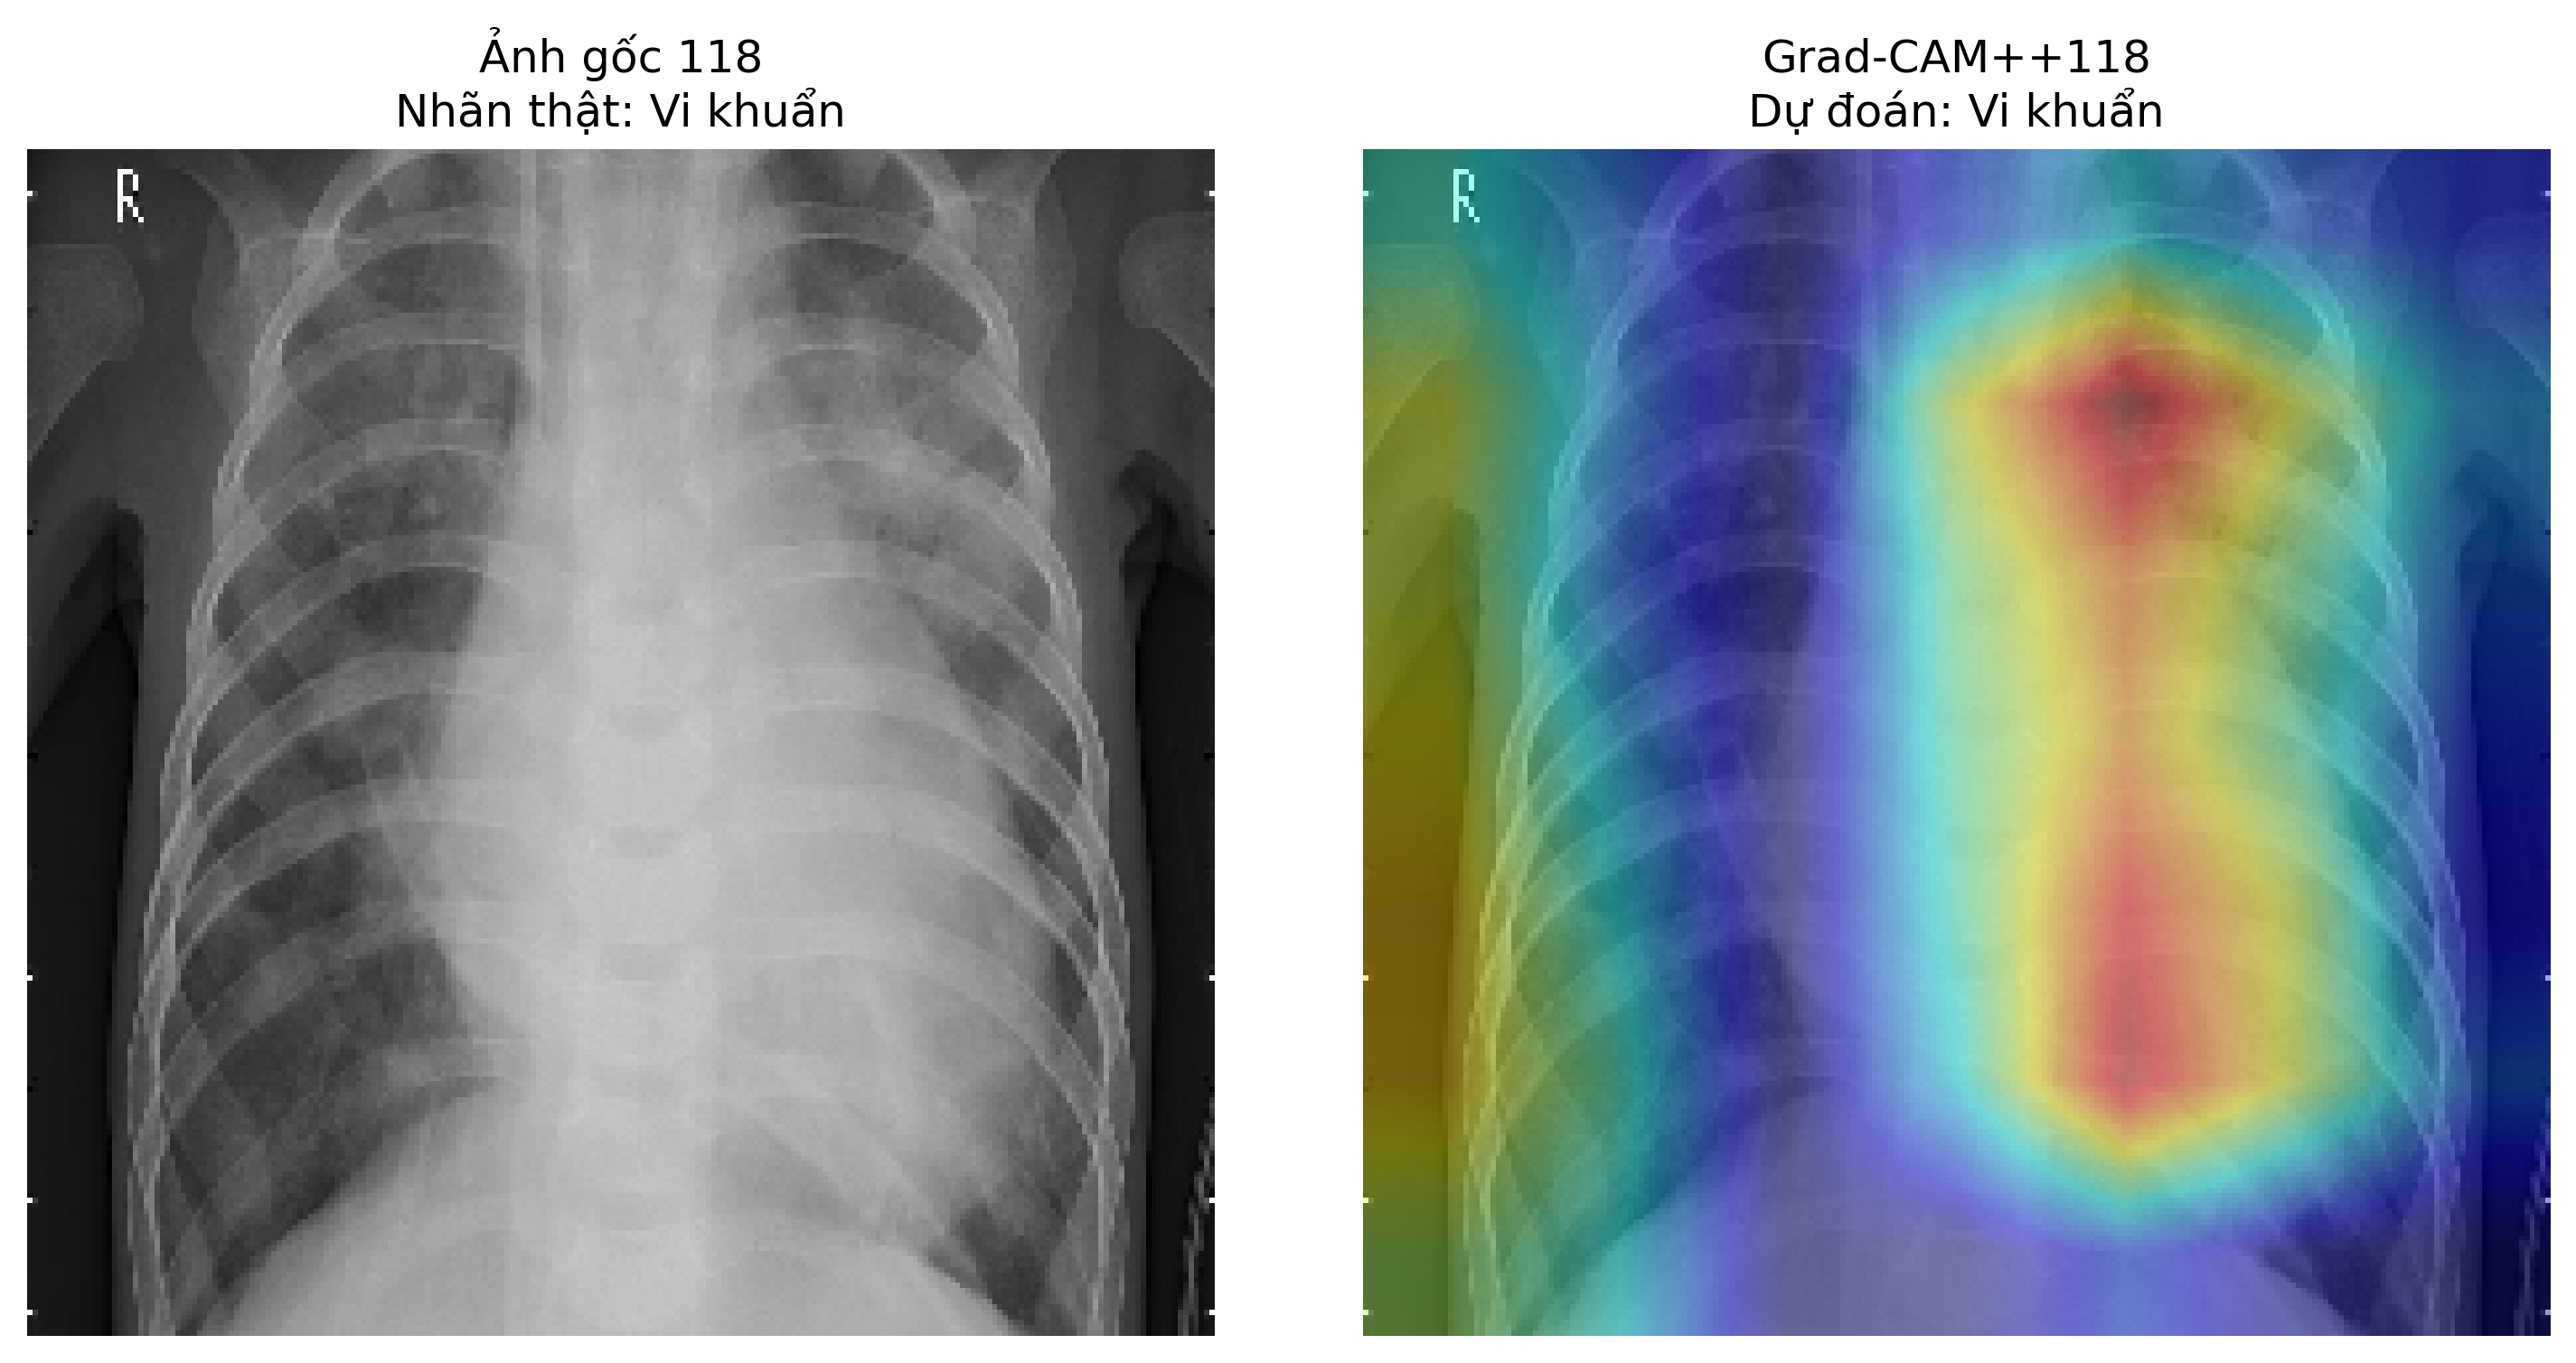 Ảnh gốc 118
Nhãn thật: Vi khuẩn
R
Grad-CAM++118
Dự đoán: Vi khuẩn
R